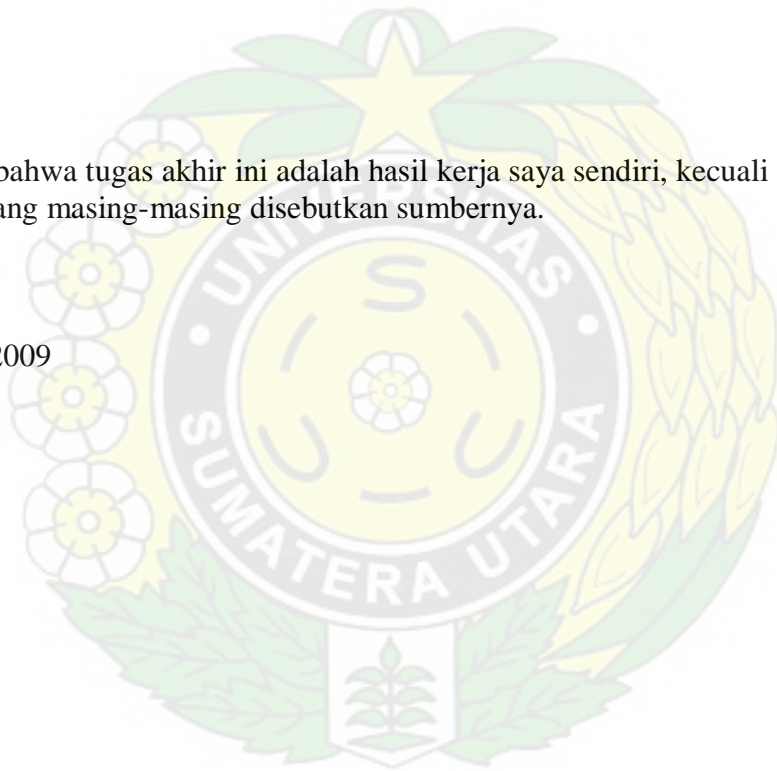 bahwa tugas akhir ini adalah hasil kerja saya sendiri, kecuali
ang masing-masing disebutkan sumbernya.
2009
UNIVERSITAS
S
U U
SUMATERA UTARA